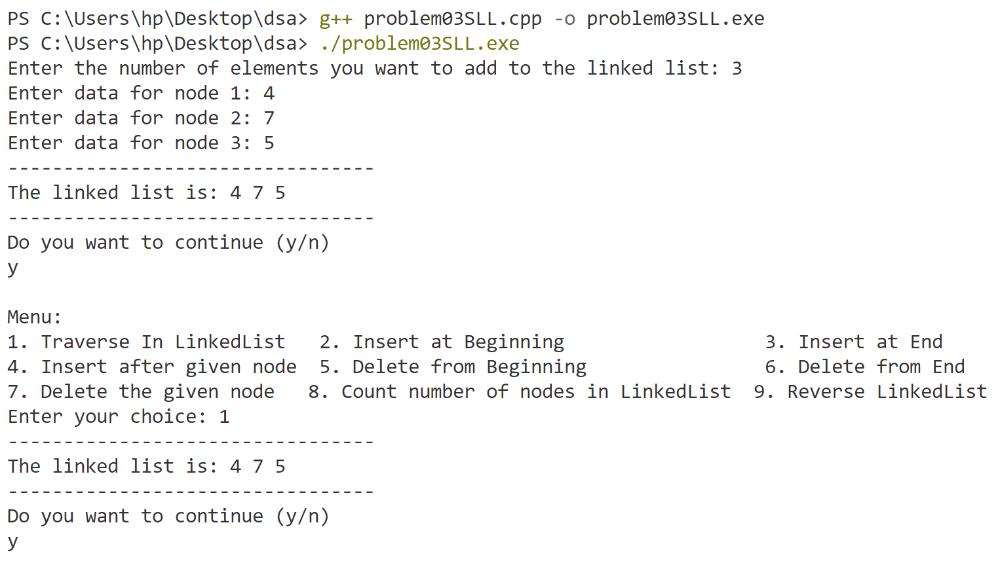 PS C:\Users\hp\Desktop\dsa> g++ problem03SLL.cpp -o problem03SLL.exe
PS C:\Users\hp\Desktop\dsa> ./problem03SLL.exe
Enter the number of elements you want to add to the linked list: 3
Enter data for node 1: 4
Enter data for node 2: 7
Enter data for node 3: 5
---------------------------------
The linked list is: 4 7 5
---------------------------------
Do you want to continue (y/n)
y

Menu:
1. Traverse In LinkedList   2. Insert at Beginning                  3. Insert at End
4. Insert after given node  5. Delete from Beginning                6. Delete from End
7. Delete the given node   8. Count number of nodes in LinkedList  9. Reverse LinkedList
Enter your choice: 1
---------------------------------
The linked list is: 4 7 5
---------------------------------
Do you want to continue (y/n)
y